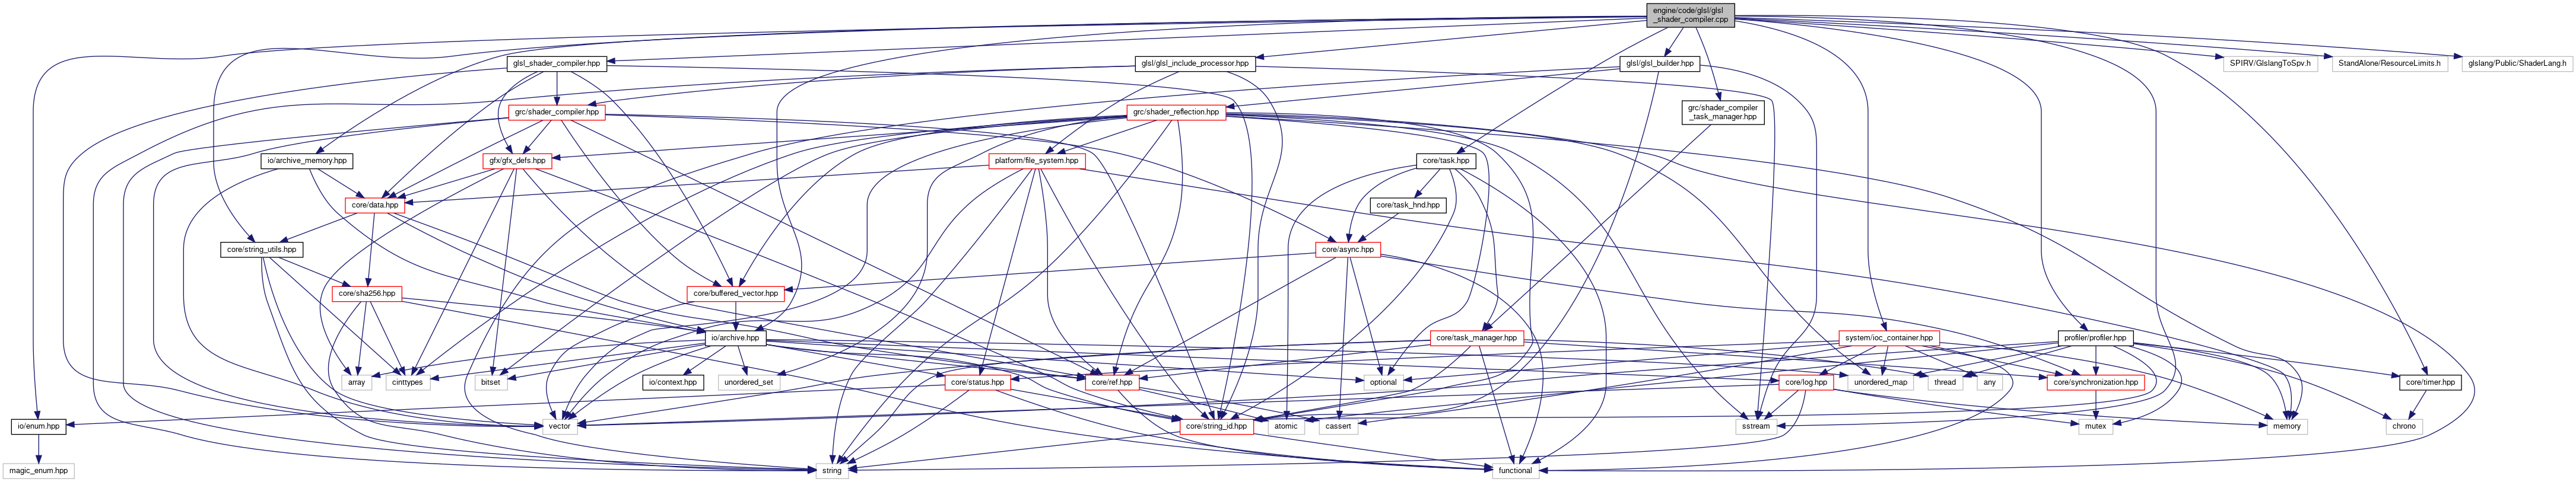 engine/code/glsl/glsl
_shader_compiler.cpp
glsl_shader_compiler.hpp
glsl/glsl_include_processor.hpp
glsl/glsl_builder.hpp
SPIRV/GlslangToSpv.h
StandAlone/ResourceLimits.h
glslang/Public/ShaderLang.h
grc/shader_compiler.hpp
grc/shader_reflection.hpp
grc/shader_compiler
_task_manager.hpp
io/archive_memory.hpp
gfx/gfx_defs.hpp
platform/file_system.hpp
core/task.hpp
core/data.hpp
core/task_hnd.hpp
core/string_utils.hpp
core/async.hpp
core/sha256.hpp
core/buffered_vector.hpp
io/archive.hpp
core/task_manager.hpp
system/ioc_container.hpp
profiler/profiler.hpp
array
cinttypes
bitset
io/context.hpp
unordered_set
core/status.hpp
core/ref.hpp
optional
core/log.hpp
unordered_map
thread
any
core/synchronization.hpp
core/timer.hpp
io/enum.hpp
vector
core/string_id.hpp
atomic
cassert
sstream
mutex
memory
chrono
magic_enum.hpp
string
functional